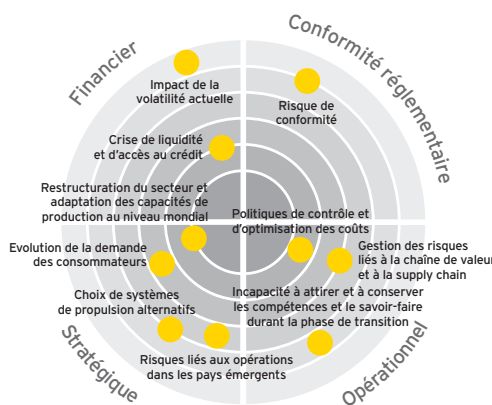 Financier
Conformité réglementaire
Impact de la
volatilité actuelle
Risque de
conformité
Crise de liquidité
et d'accès au crédit
Restructuration du secteur et
adaptation des capacités de
production au niveau mondial
Politiques de contrôle et
d'optimisation des coûts
Evolution de la demande
des consommateurs
Gestion des risques
liés à la chaîne de valeur
et à la supply chain
Choix de systèmes
de propulsion alternatifs
Incapacité à attirer et à conserver
les compétences et le savoir-faire
durant la phase de transition
Risques liés aux opérations
dans les pays émergents
Stratégique
Opérationnel